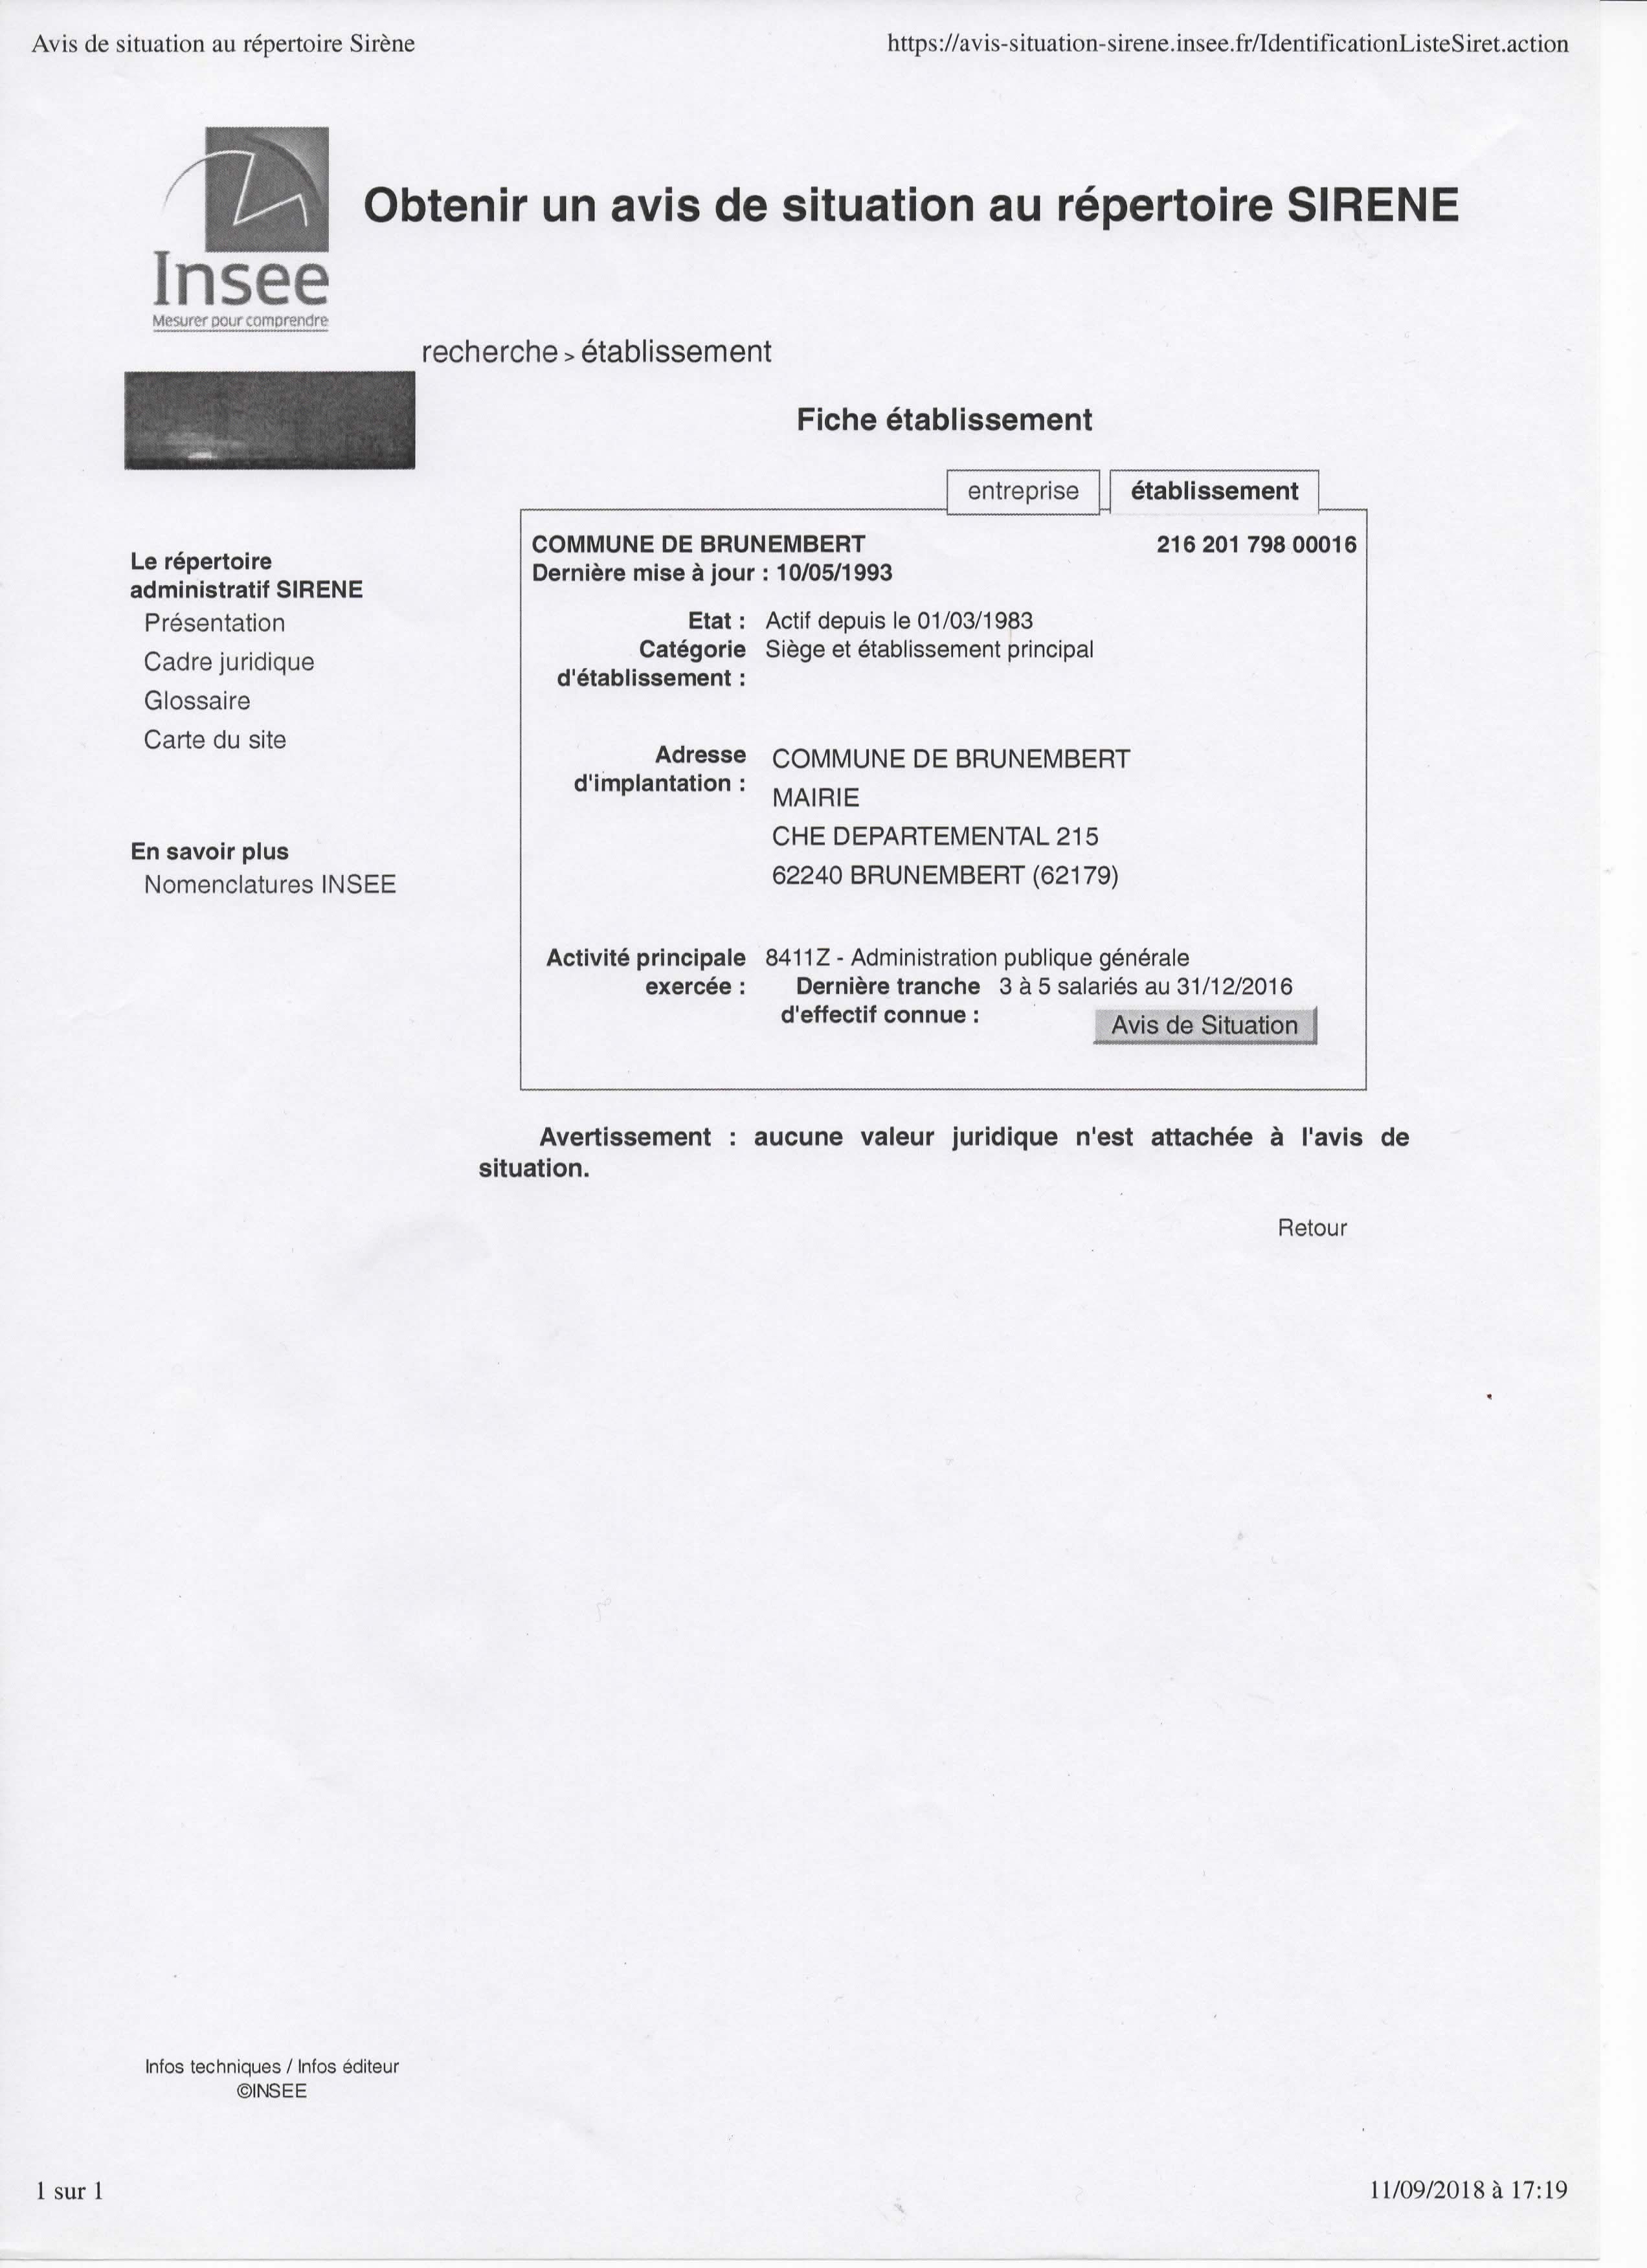 Avis de situation au répertoire Sirène
https://avis-situation-sirene.insee.fr/IdentificationListeSiret.action
Obtenir un avis de situation au répertoire SIRENE
Insee
Mesurer pour comprendre
recherche > établissement
Fiche établissement
entreprise
établissement
Le répertoire
administratif SIRENE
Présentation
Cadre juridique
Glossaire
Carte du site
En savoir plus
Nomenclatures INSEE
COMMUNE DE BRUNEMBERT 216 201 798 00016
Dernière mise à jour : 10/05/1993
Etat : Actif depuis le 01/03/1983
Catégorie Siège et établissement principal
d'établissement :
Adresse COMMUNE DE BRUNEMBERT
d'implantation :
MAIRIE
CHE DEPARTEMENTAL 215
62240 BRUNEMBERT (62179)
Activité principale 8411Z - Administration publique générale
exercée : Dernière tranche 3 à 5 salariés au 31/12/2016
d'effectif connue :
Avis de Situation
Avertissement : aucune valeur juridique n'est attachée à l'avis de
situation.
Retour
Infos techniques / Infos éditeur
©INSEE
1 sur 1
11/09/2018 à 17:19